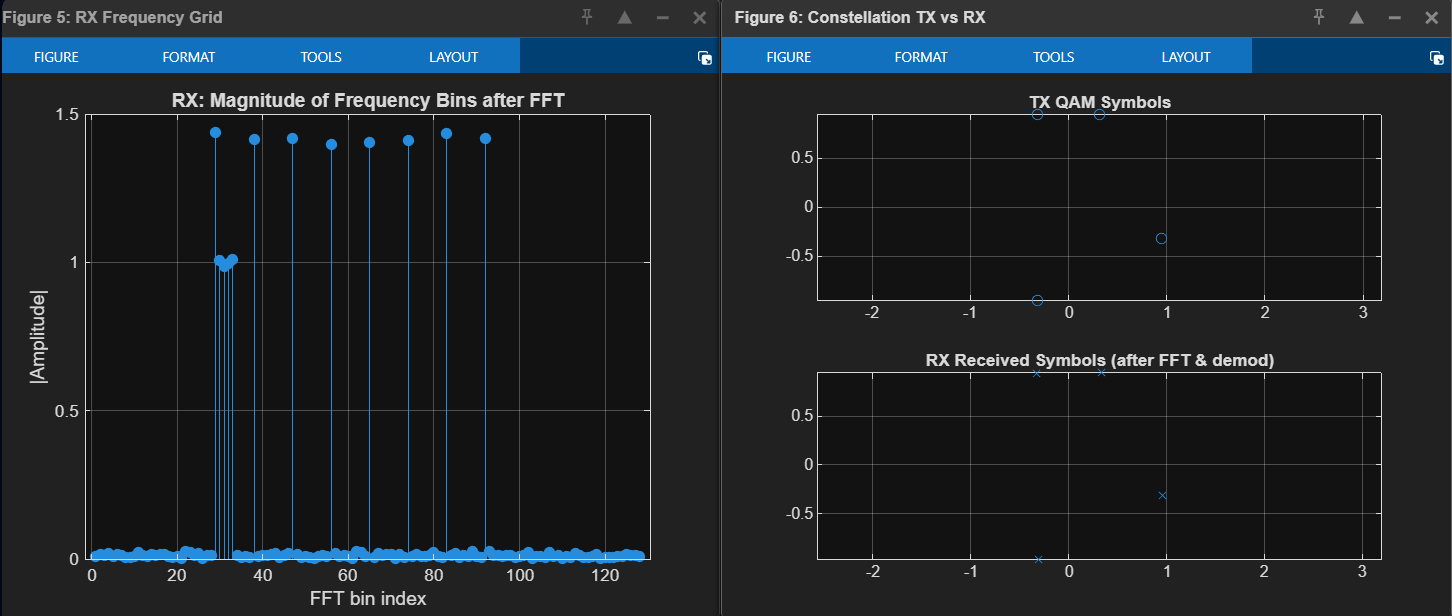 Figure 5: RX Frequency Grid
FIGURE FORMAT TOOLS LAYOUT
RX: Magnitude of Frequency Bins after FFT
1.5
1
0.5
0
|Amplitude|
0 20 40 60 80 100 120
FFT bin index
Figure 6: Constellation TX vs RX
FIGURE FORMAT TOOLS LAYOUT
TX QAM Symbols
0.5
0
-0.5
-2 -1 0 1 2 3
RX Received Symbols (after FFT & demod)
0.5
0
-0.5
-2 -1 0 1 2 3